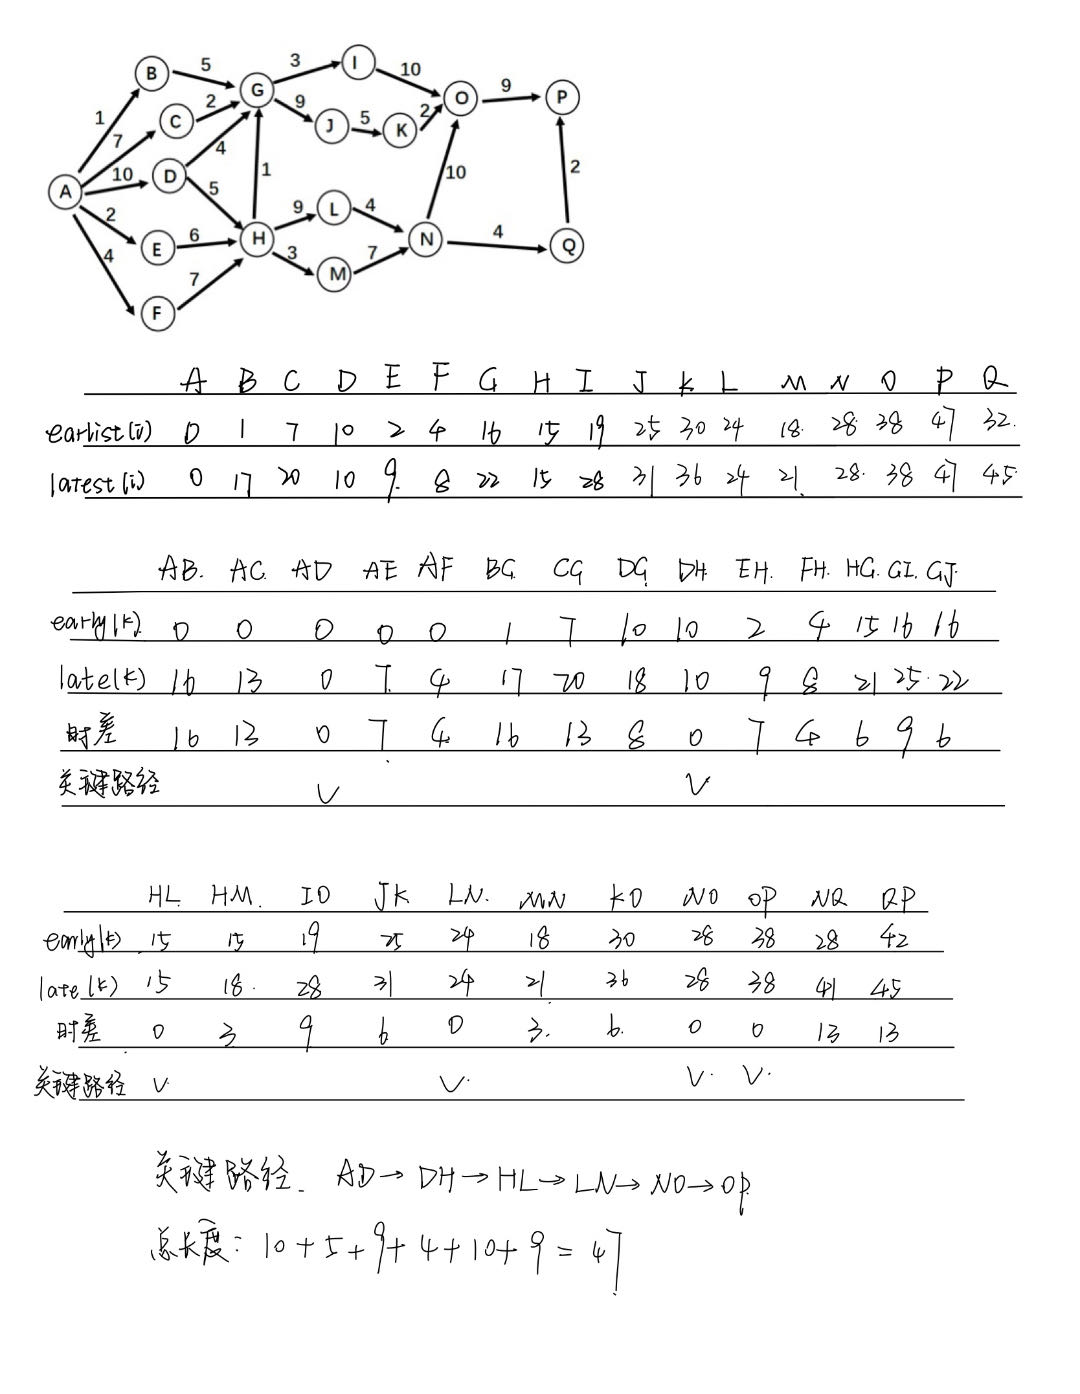 B 5 G 3 I 10 O 9 P
1 C 2 9 J 5 K 2
7 4
A 10 D 1 10 2
2 5 9 L 4
E 6 H N 4 Q
4 3 M 7
7
F
A B C D E F G H I J K L M N O P Q
earlist(i) 0 1 7 10 2 4 16 15 19 25 30 24 18 28 38 47 32
latest(i) 0 17 20 10 9 8 22 15 28 31 36 24 21 28 38 47 45
AB. AC. AD AE AF BG CG DG DH EH. FH. HG. GI. GJ.
early(k) 0 0 0 0 0 1 7 10 10 2 4 15 16 16
late(k) 16 13 0 7 4 17 20 18 10 9 8 21 25 22
时差 16 13 0 7 4 16 13 8 0 7 4 6 9 6
关键路径 V V
HL HM. IO JK LN. MN KO NO OP NQ QP
early(k) 15 15 19 25 24 18 30 28 38 28 42
late(k) 15 18 28 31 24 21 36 28 38 41 45
时差 0 3 9 6 0 3 6 0 0 13 13
关键路径 V V V V
关键路径. AD→DH→HL→LN→NO→OP
总长度: 10+5+9+4+10+9=47